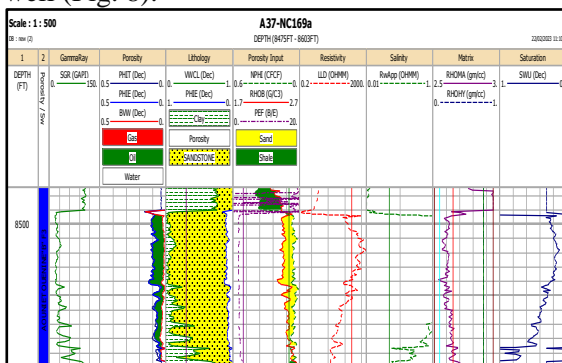 well (Fig. 8).
Scale : 1 : 500
A37-NC169a
DB : new (2)
DEPTH (8475FT - 8603FT)
1 2 GammaRay Porosity Lithology Porosity Input Resistivity Salinity Matrix Saturation
DEPTH (FT)
Porosity / Sw
SGR (GAPI)
0. 150.
PHIT (Dec)
0.5 0.
PHIE (Dec)
0.5 0.
BVW (Dec)
0.5 0.
Gas
Oil
Water
VWCL (Dec)
0. 1.
PHIE (Dec)
1. 0.
Clay
Porosity
SANDSTONE
NPHI (CFCF)
0.6 0.
RHOB (G/C3)
1.7 2.7
PEF (B/E)
0. 20.
Sand
Shale
LLD (OHMM)
0.2 2000.
RwApp (OHMM)
0.01 1.
RHOMA (gm/cc)
2.5 3.
RHOHY (gm/cc)
0. 1.
SWU (Dec)
1. 0.
8500